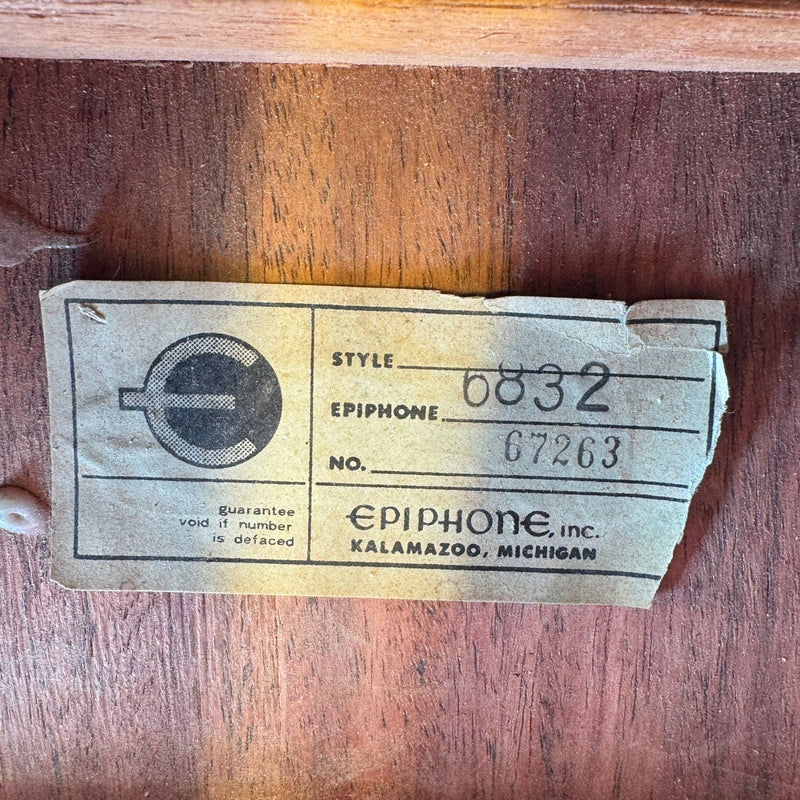 STYLE
EPIPHONE 6832
NO. 67263
guarantee
void if number
is defaced
EPIPHONE, INC.
KALAMAZOO, MICHIGAN